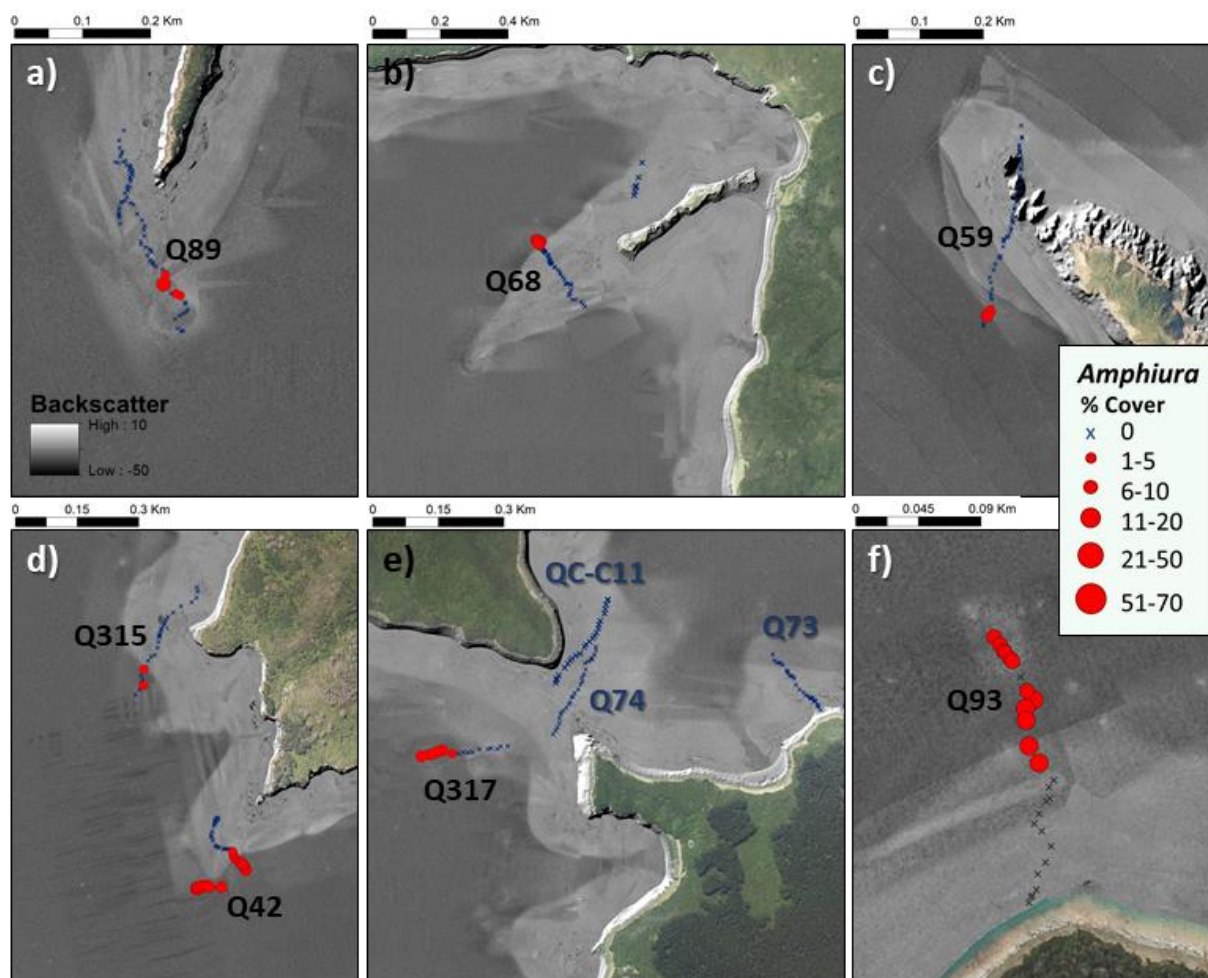 0 0.1 0.2 Km
0 0.2 0.4 Km
0 0.1 0.2 Km
a)
b)
c)
Q89
Q68
Q59
Backscatter
High : 10
Low : -50
Amphiura
% Cover
x 0
1-5
6-10
11-20
21-50
51-70
0 0.15 0.3 Km
0 0.15 0.3 Km
0 0.045 0.09 Km
d)
e)
f)
Q315
Q42
QC-C11
Q73
Q74
Q317
Q93